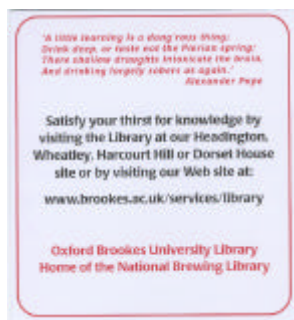 'A little learning is a dang'rous thing;
Drink deep, or taste not the Pierian spring:
There shallow draughts intoxicate the brain,
And drinking largely sobers us again.'
Alexander Pope
Satisfy your thirst for knowledge by
visiting the Library at our Headington,
Wheatley, Harcourt Hill or Dorset House
site or by visiting our Web site at:
www.brookes.ac.uk/services/library
Oxford Brookes University Library
Home of the National Brewing Library